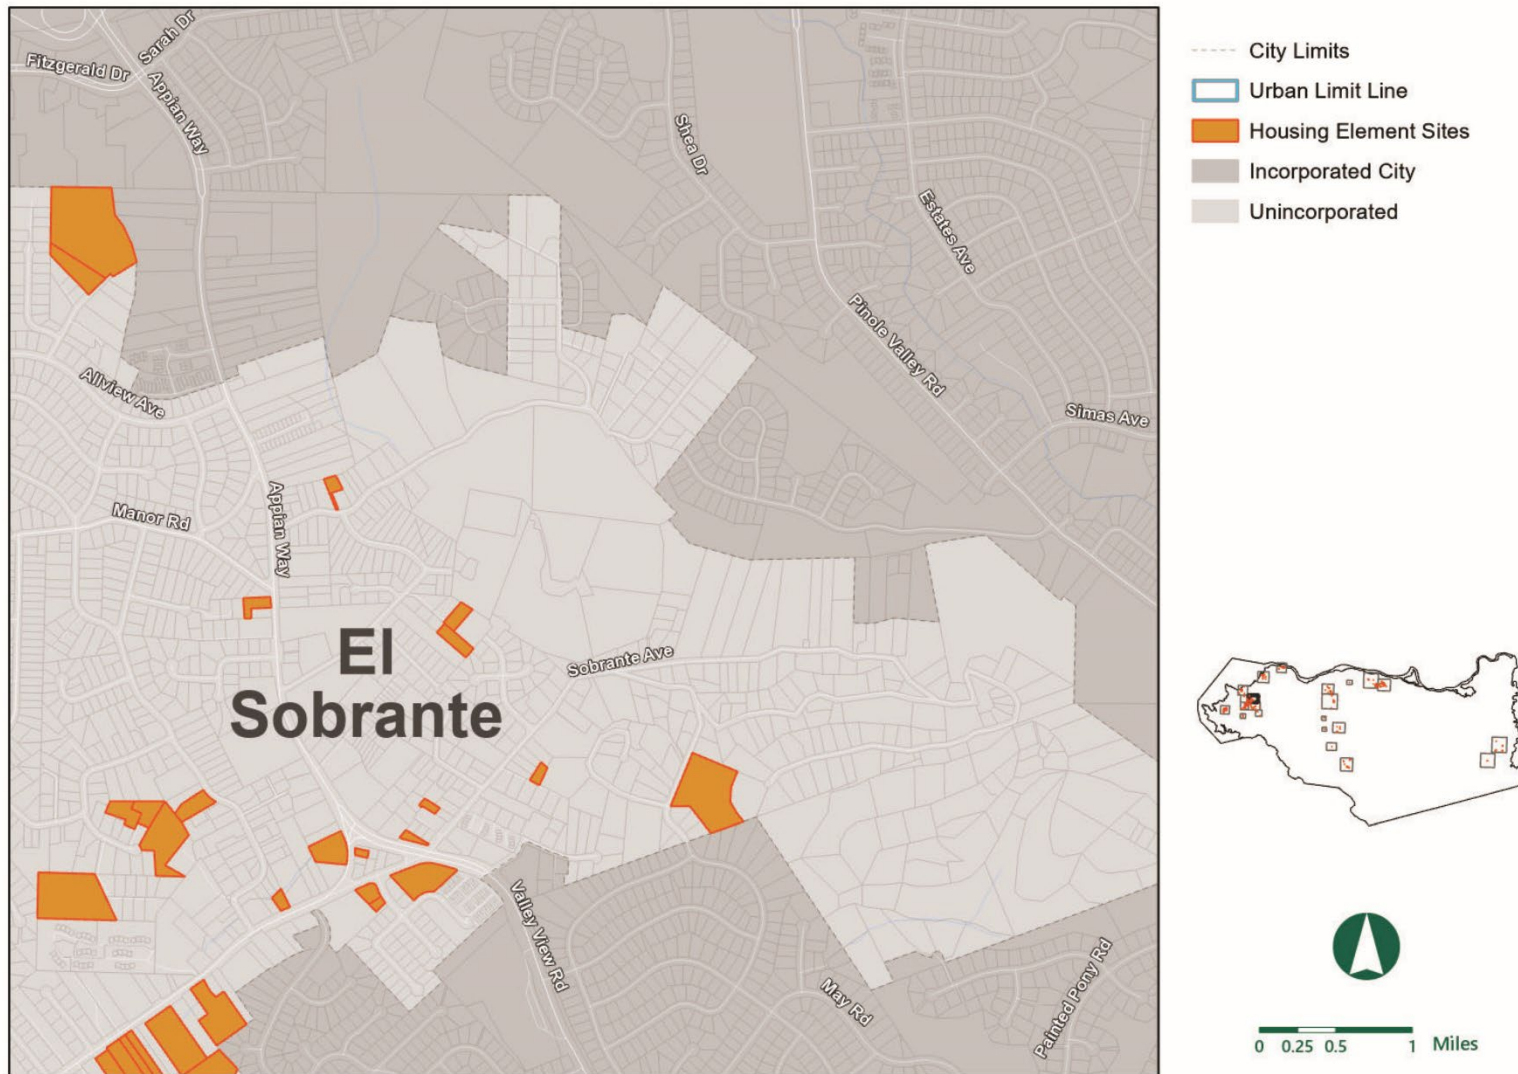 Sarah Dr
Fitzgerald Dr
Appian Way
Shea Dr
Estates Ave
Pinole Valley Rd
Allview Ave
Simas Ave
Manor Rd
Appian Way
El
Sobrante
Sobrante Ave
Valley View Rd
May Rd
Painted Pony Rd
City Limits
Urban Limit Line
Housing Element Sites
Incorporated City
Unincorporated
0 0.25 0.5 1 Miles